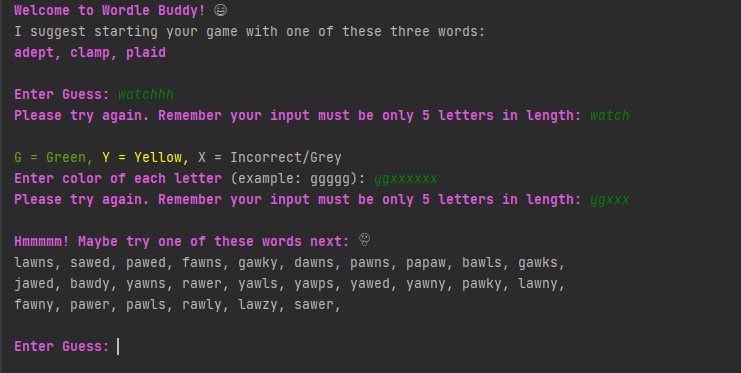 Welcome to Wordle Buddy! 😄
I suggest starting your game with one of these three words:
adept, clamp, plaid
Enter Guess: watchhh
Please try again. Remember your input must be only 5 letters in length: watch
G = Green, Y = Yellow, X = Incorrect/Grey
Enter color of each letter (example: ggggg): ygxxxxxx
Please try again. Remember your input must be only 5 letters in length: ygxxx
Hmmmmm! Maybe try one of these words next: 🤔
lawns, sawed, pawed, fawns, gawky, dawns, pawns, papaw, bawls, gawks,
jawed, bawdy, yawns, rawer, yawls, yawps, yawed, yawny, pawky, lawny,
fawny, pawer, pawls, rawly, lawzy, sawer,
Enter Guess: